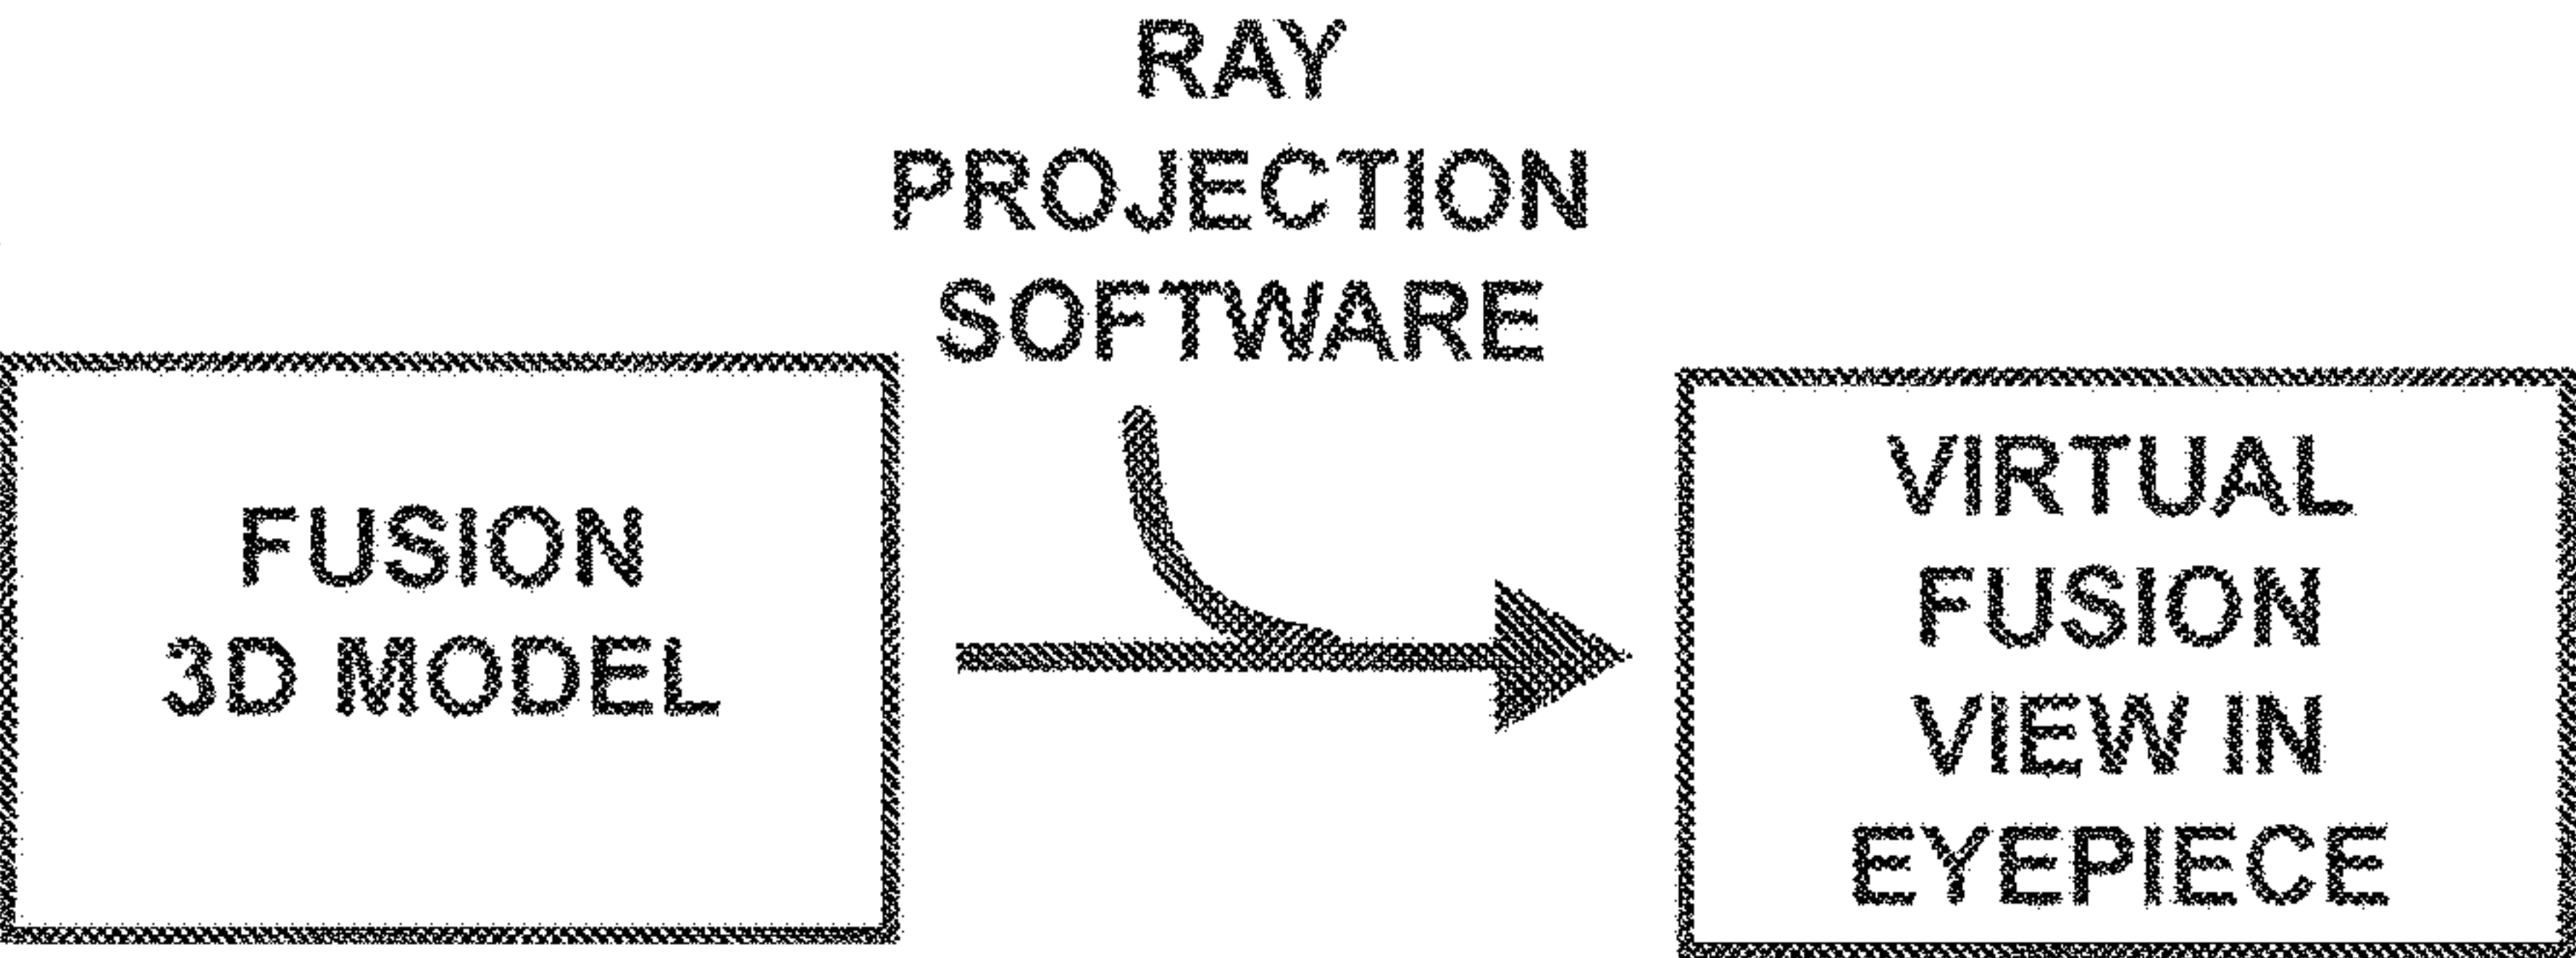 RAY
PROJECTION
SOFTWARE
FUSION
3D MODEL
VIRTUAL
FUSION
VIEW IN
EYEPIECE